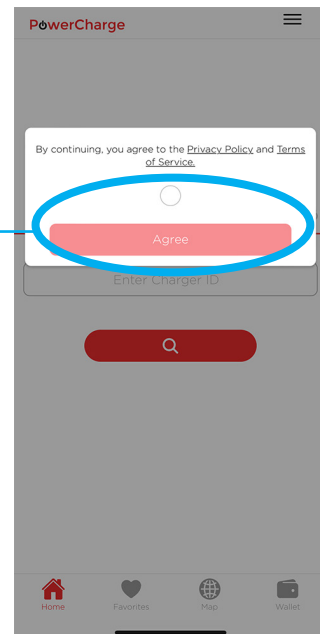 PowerCharge
By continuing, you agree to the Privacy Policy and Terms
of Service.
Agree
Enter Charger ID
Home Favorites Map Wallet